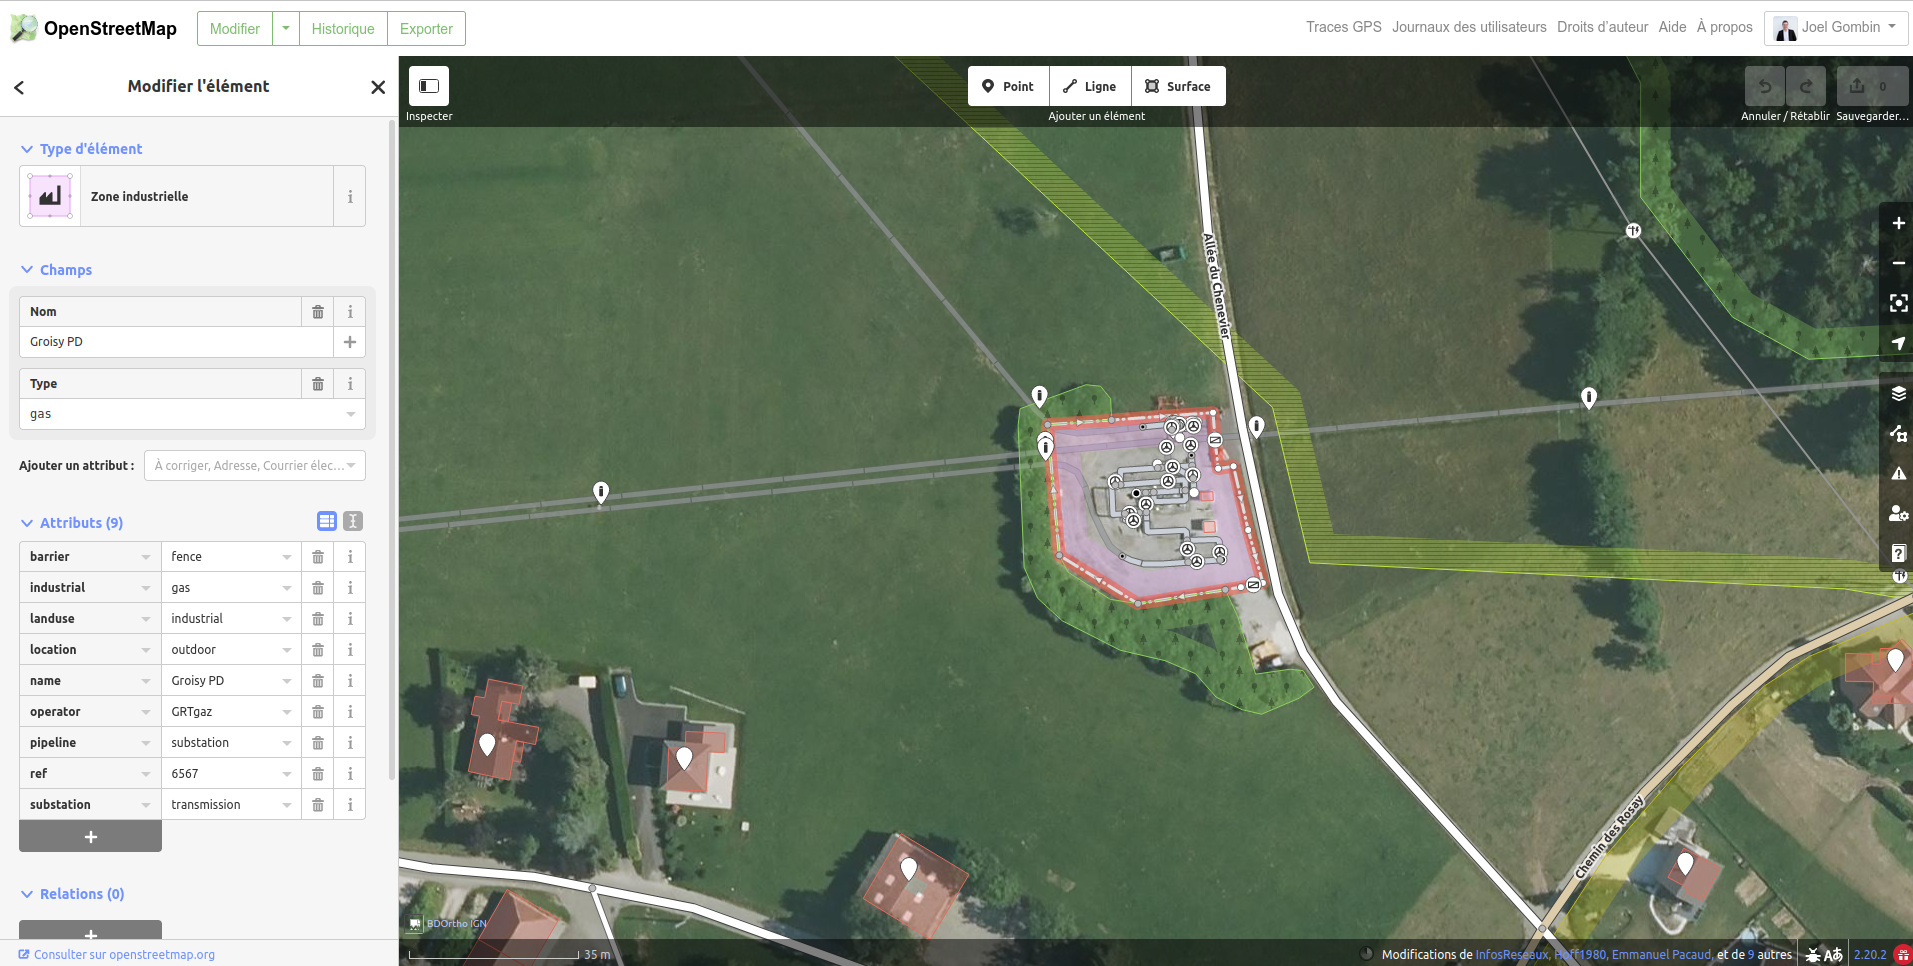 OpenStreetMap
Modifier
Historique
Exporter
Traces GPS
Journaux des utilisateurs
Droits d'auteur
Aide
À propos
Joel Gombin
Modifier l'élément
Type d'élément
Zone industrielle
i
Champs
Nom
i
Groisy PD
Type
i
gas
Ajouter un attribut :
À corriger, Adresse, Courrier élec...
Attributs (9)
barrier fence i
industrial gas i
landuse industrial i
location outdoor i
name Groisy PD i
operator GRTgaz i
pipeline substation i
ref 6567 i
substation transmission i
+
Relations (0)
+
Consulter sur openstreetmap.org
Inspecter
Point
Ligne
Surface
Ajouter un élément
0
Annuler / Rétablir
Sauvegarder...
Allée du Chenevier
Chemin des Rosay
BDOrtho IGN
35 m
Modifications de InfosReseaux, Hoff1980, Emmanuel Pacaud, et de 9 autres
2.20.2